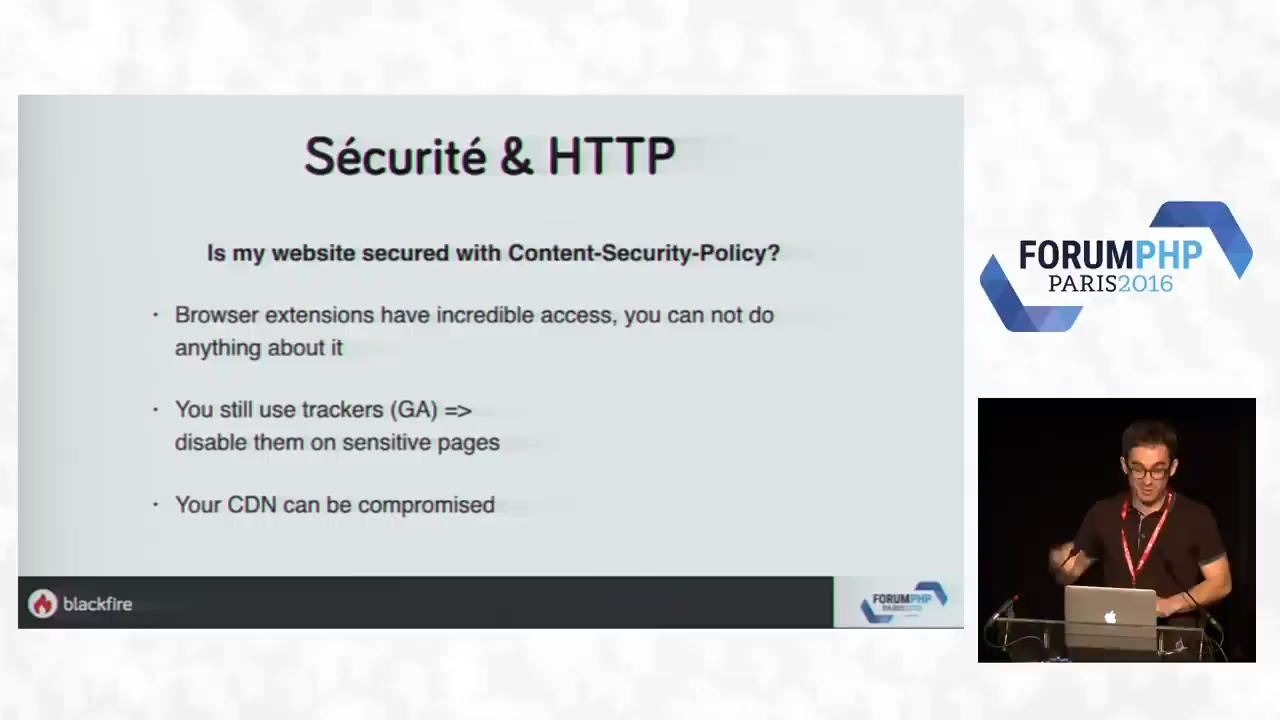 Sécurité & HTTP
Is my website secured with Content-Security-Policy?
· Browser extensions have incredible access, you can not do
anything about it
· You still use trackers (GA) =>
disable them on sensitive pages
· Your CDN can be compromised
blackfire
FORUMPHP
PARIS2016
FORUMPHP
PARIS2016